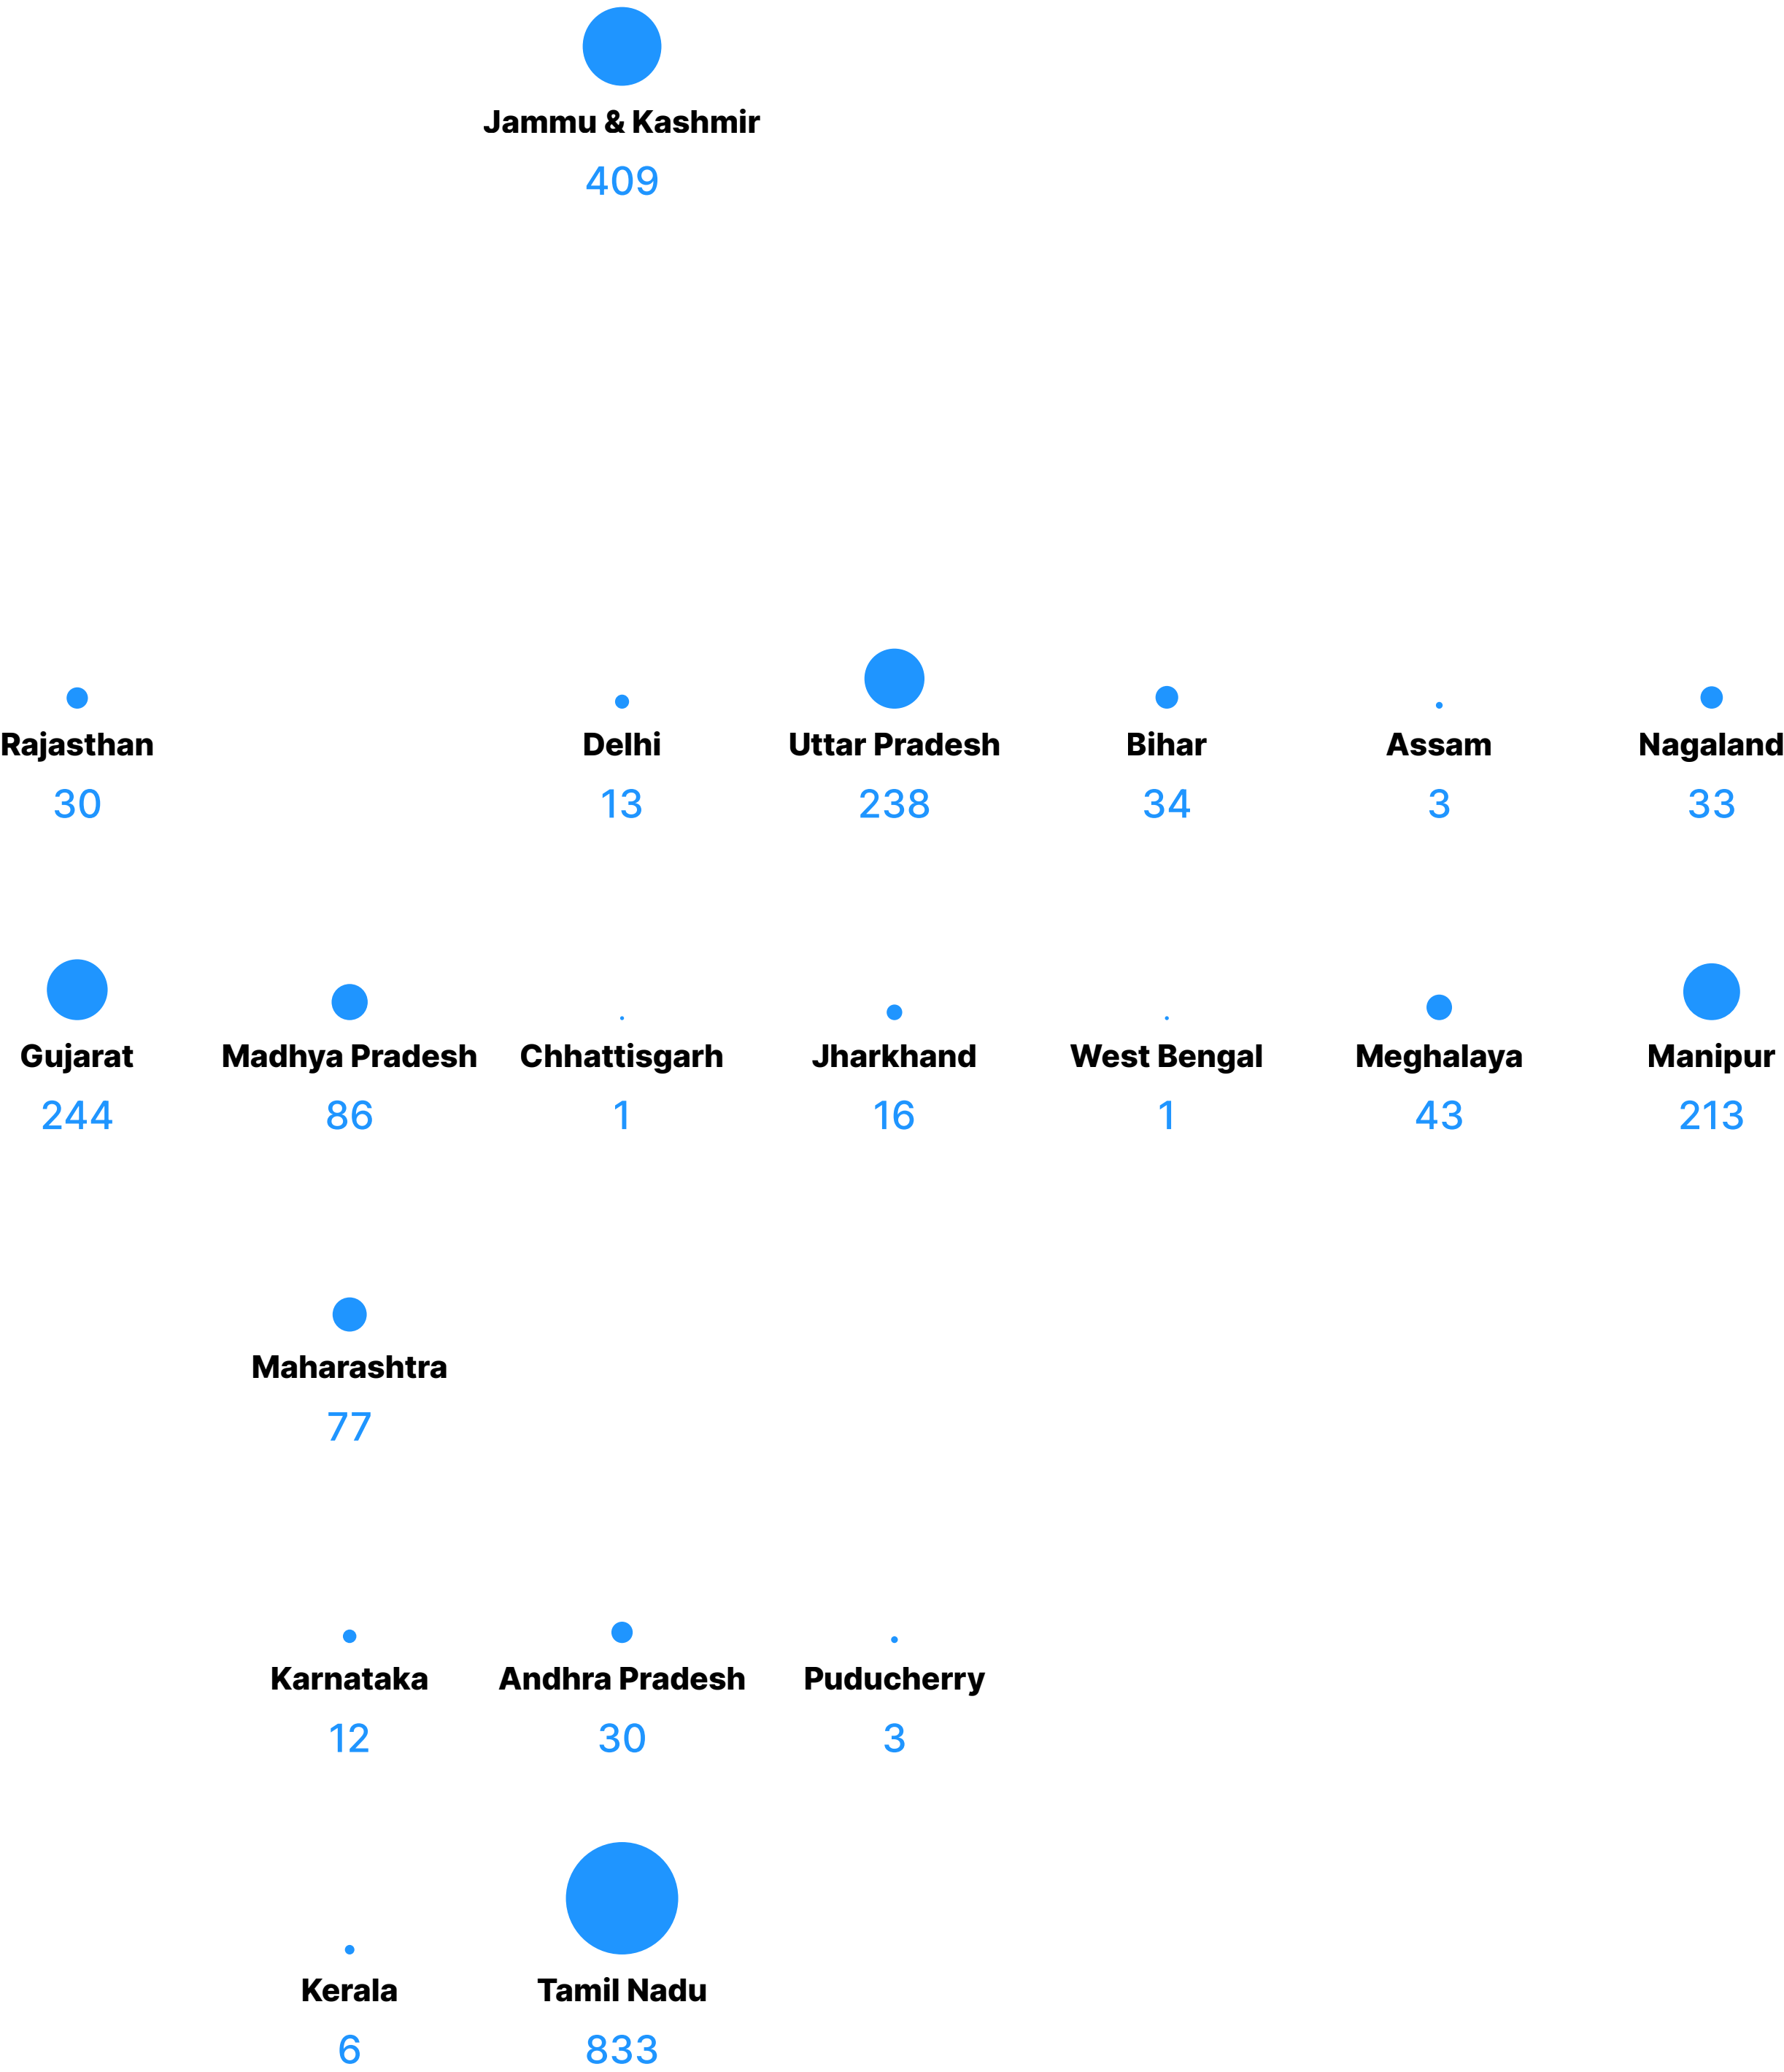 Jammu & Kashmir
409
Rajasthan
30
Delhi
13
Uttar Pradesh
238
Bihar
34
Assam
3
Nagaland
33
Gujarat
244
Madhya Pradesh
86
Chhattisgarh
1
Jharkhand
16
West Bengal
1
Meghalaya
43
Manipur
213
Maharashtra
77
Karnataka
12
Andhra Pradesh
30
Puducherry
3
Kerala
6
Tamil Nadu
833